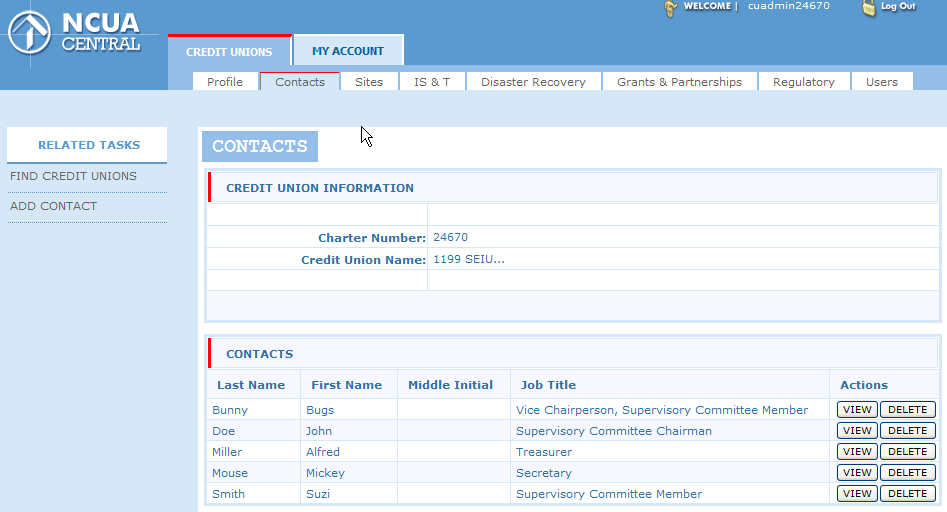 NCUA
CENTRAL
WELCOME | cuadmin24670 Log Out
CREDIT UNIONS MY ACCOUNT
Profile Contacts Sites IS & T Disaster Recovery Grants & Partnerships Regulatory Users
RELATED TASKS
FIND CREDIT UNIONS
ADD CONTACT
CONTACTS
CREDIT UNION INFORMATION
Charter Number: 24670
Credit Union Name: 1199 SEIU...
CONTACTS
Last Name First Name Middle Initial Job Title Actions
Bunny Bugs Vice Chairperson, Supervisory Committee Member VIEW DELETE
Doe John Supervisory Committee Chairman VIEW DELETE
Miller Alfred Treasurer VIEW DELETE
Mouse Mickey Secretary VIEW DELETE
Smith Suzi Supervisory Committee Member VIEW DELETE